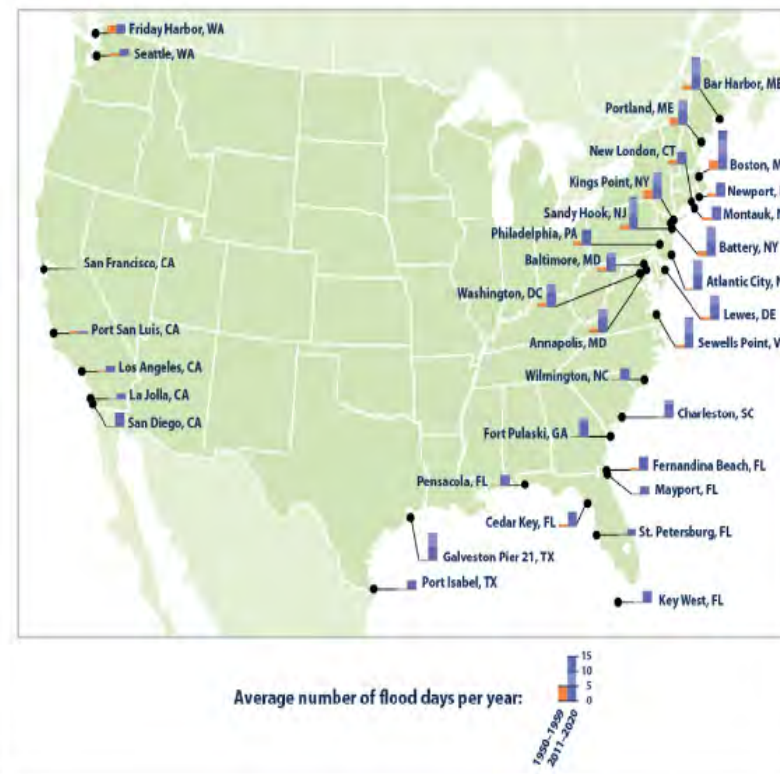 Friday Harbor, WA
Seattle, WA
Bar Harbor, ME
Portland, ME
New London, CT
Boston, M
Kings Point, NY
Newport,
Sandy Hook, NJ
Montauk, N
Philadelphia, PA
Battery, NY
Baltimore, MD
San Francisco, CA
Atlantic City, N
Washington, DC
Lewes, DE
Port San Luis, CA
Annapolis, MD
Sewells Point, V
Los Angeles, CA
Wilmington, NC
La Jolla, CA
Charleston, SC
San Diego, CA
Fort Pulaski, GA
Fernandina Beach, FL
Pensacola, FL
Mayport, FL
Cedar Key, FL
St. Petersburg, FL
Galveston Pier 21, TX
Port Isabel, TX
Key West, FL
15
10
Average number of flood days per year:
5
0
1950–1959
2011–2020